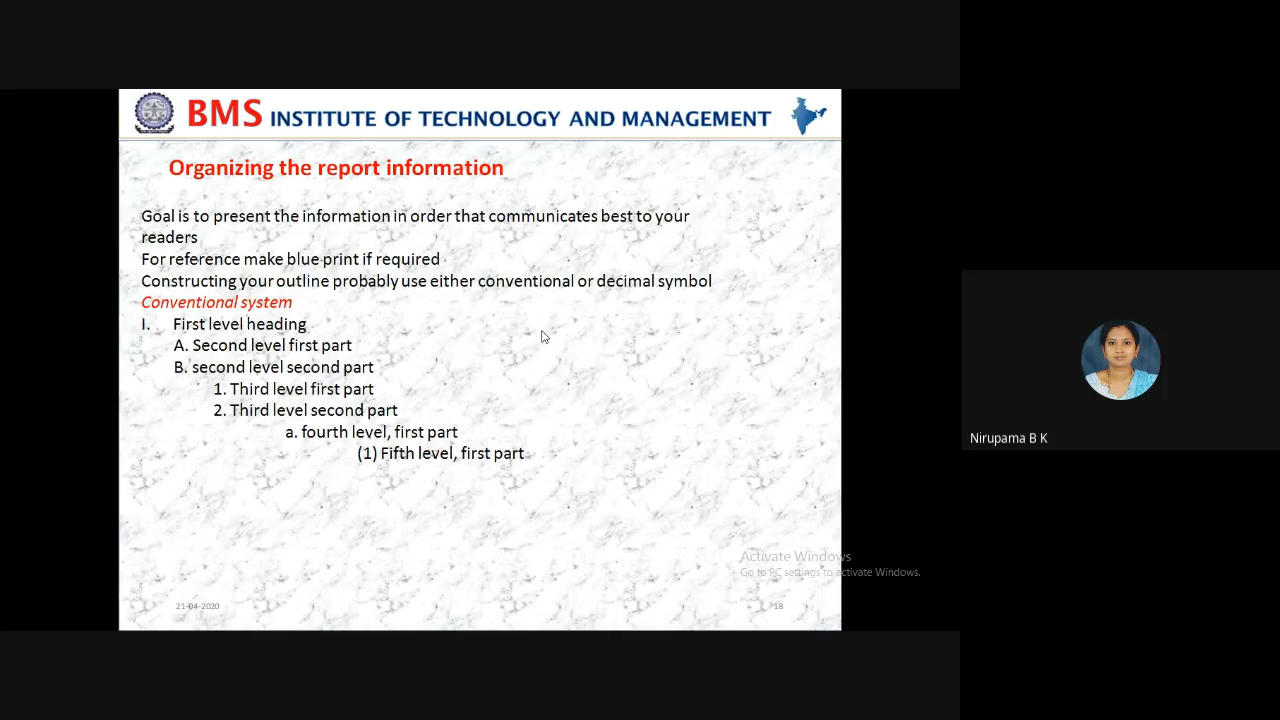 BMS INSTITUTE OF TECHNOLOGY AND MANAGEMENT
Organizing the report information
Goal is to present the information in order that communicates best to your
readers
For reference make blue print if required
Constructing your outline probably use either conventional or decimal symbol
Conventional system
I. First level heading
A. Second level first part
B. second level second part
1. Third level first part
2. Third level second part
a. fourth level, first part
(1) Fifth level, first part
Nirupama B K
Activate Windows
Go to PC settings to activate Windows.
21-04-2020
18